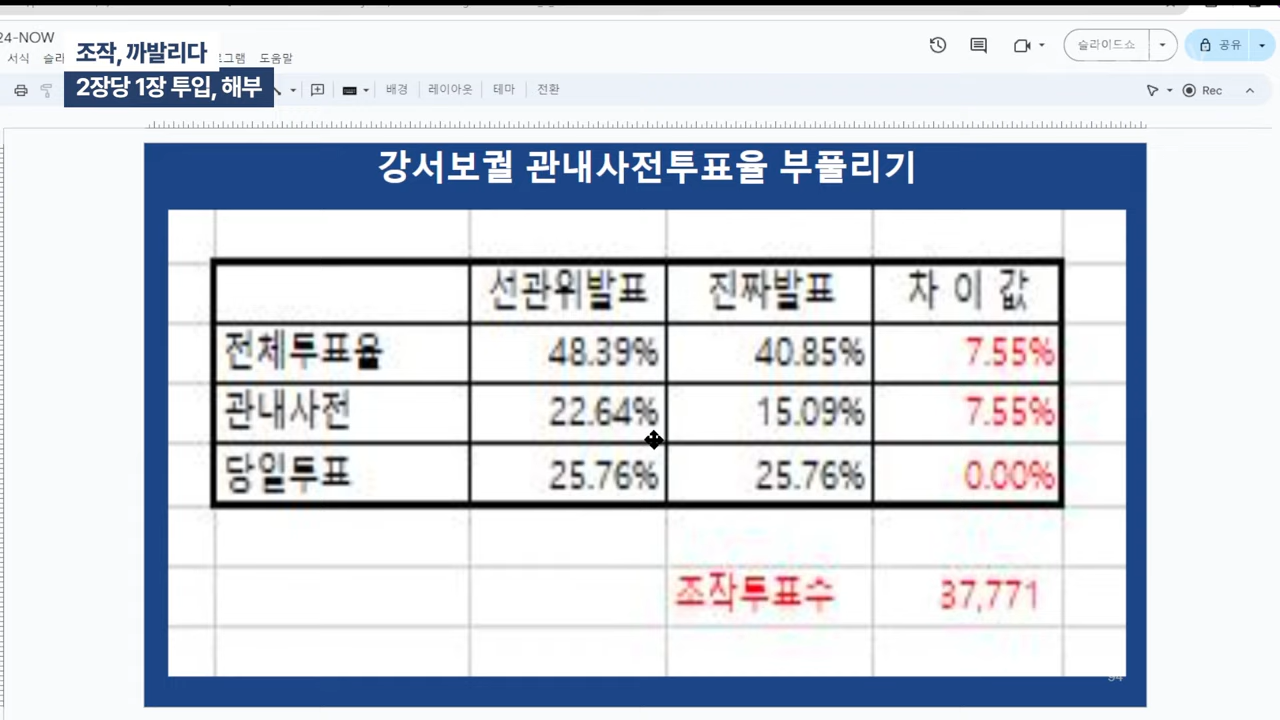 24-NOW
조작, 까발리다
서식 슬라 그램 도움말
슬라이드쇼
공유
2장당 1장 투입, 해부
배경 레이아웃 테마 전환
Rec
강서보궐 관내사전투표율 부풀리기
선관위발표 진짜발표 차 이 값
전체투표율 48.39% 40.85% 7.55%
관내사전 22.64% 15.09% 7.55%
당일투표 25.76% 25.76% 0.00%
조작투표수 37,771
94